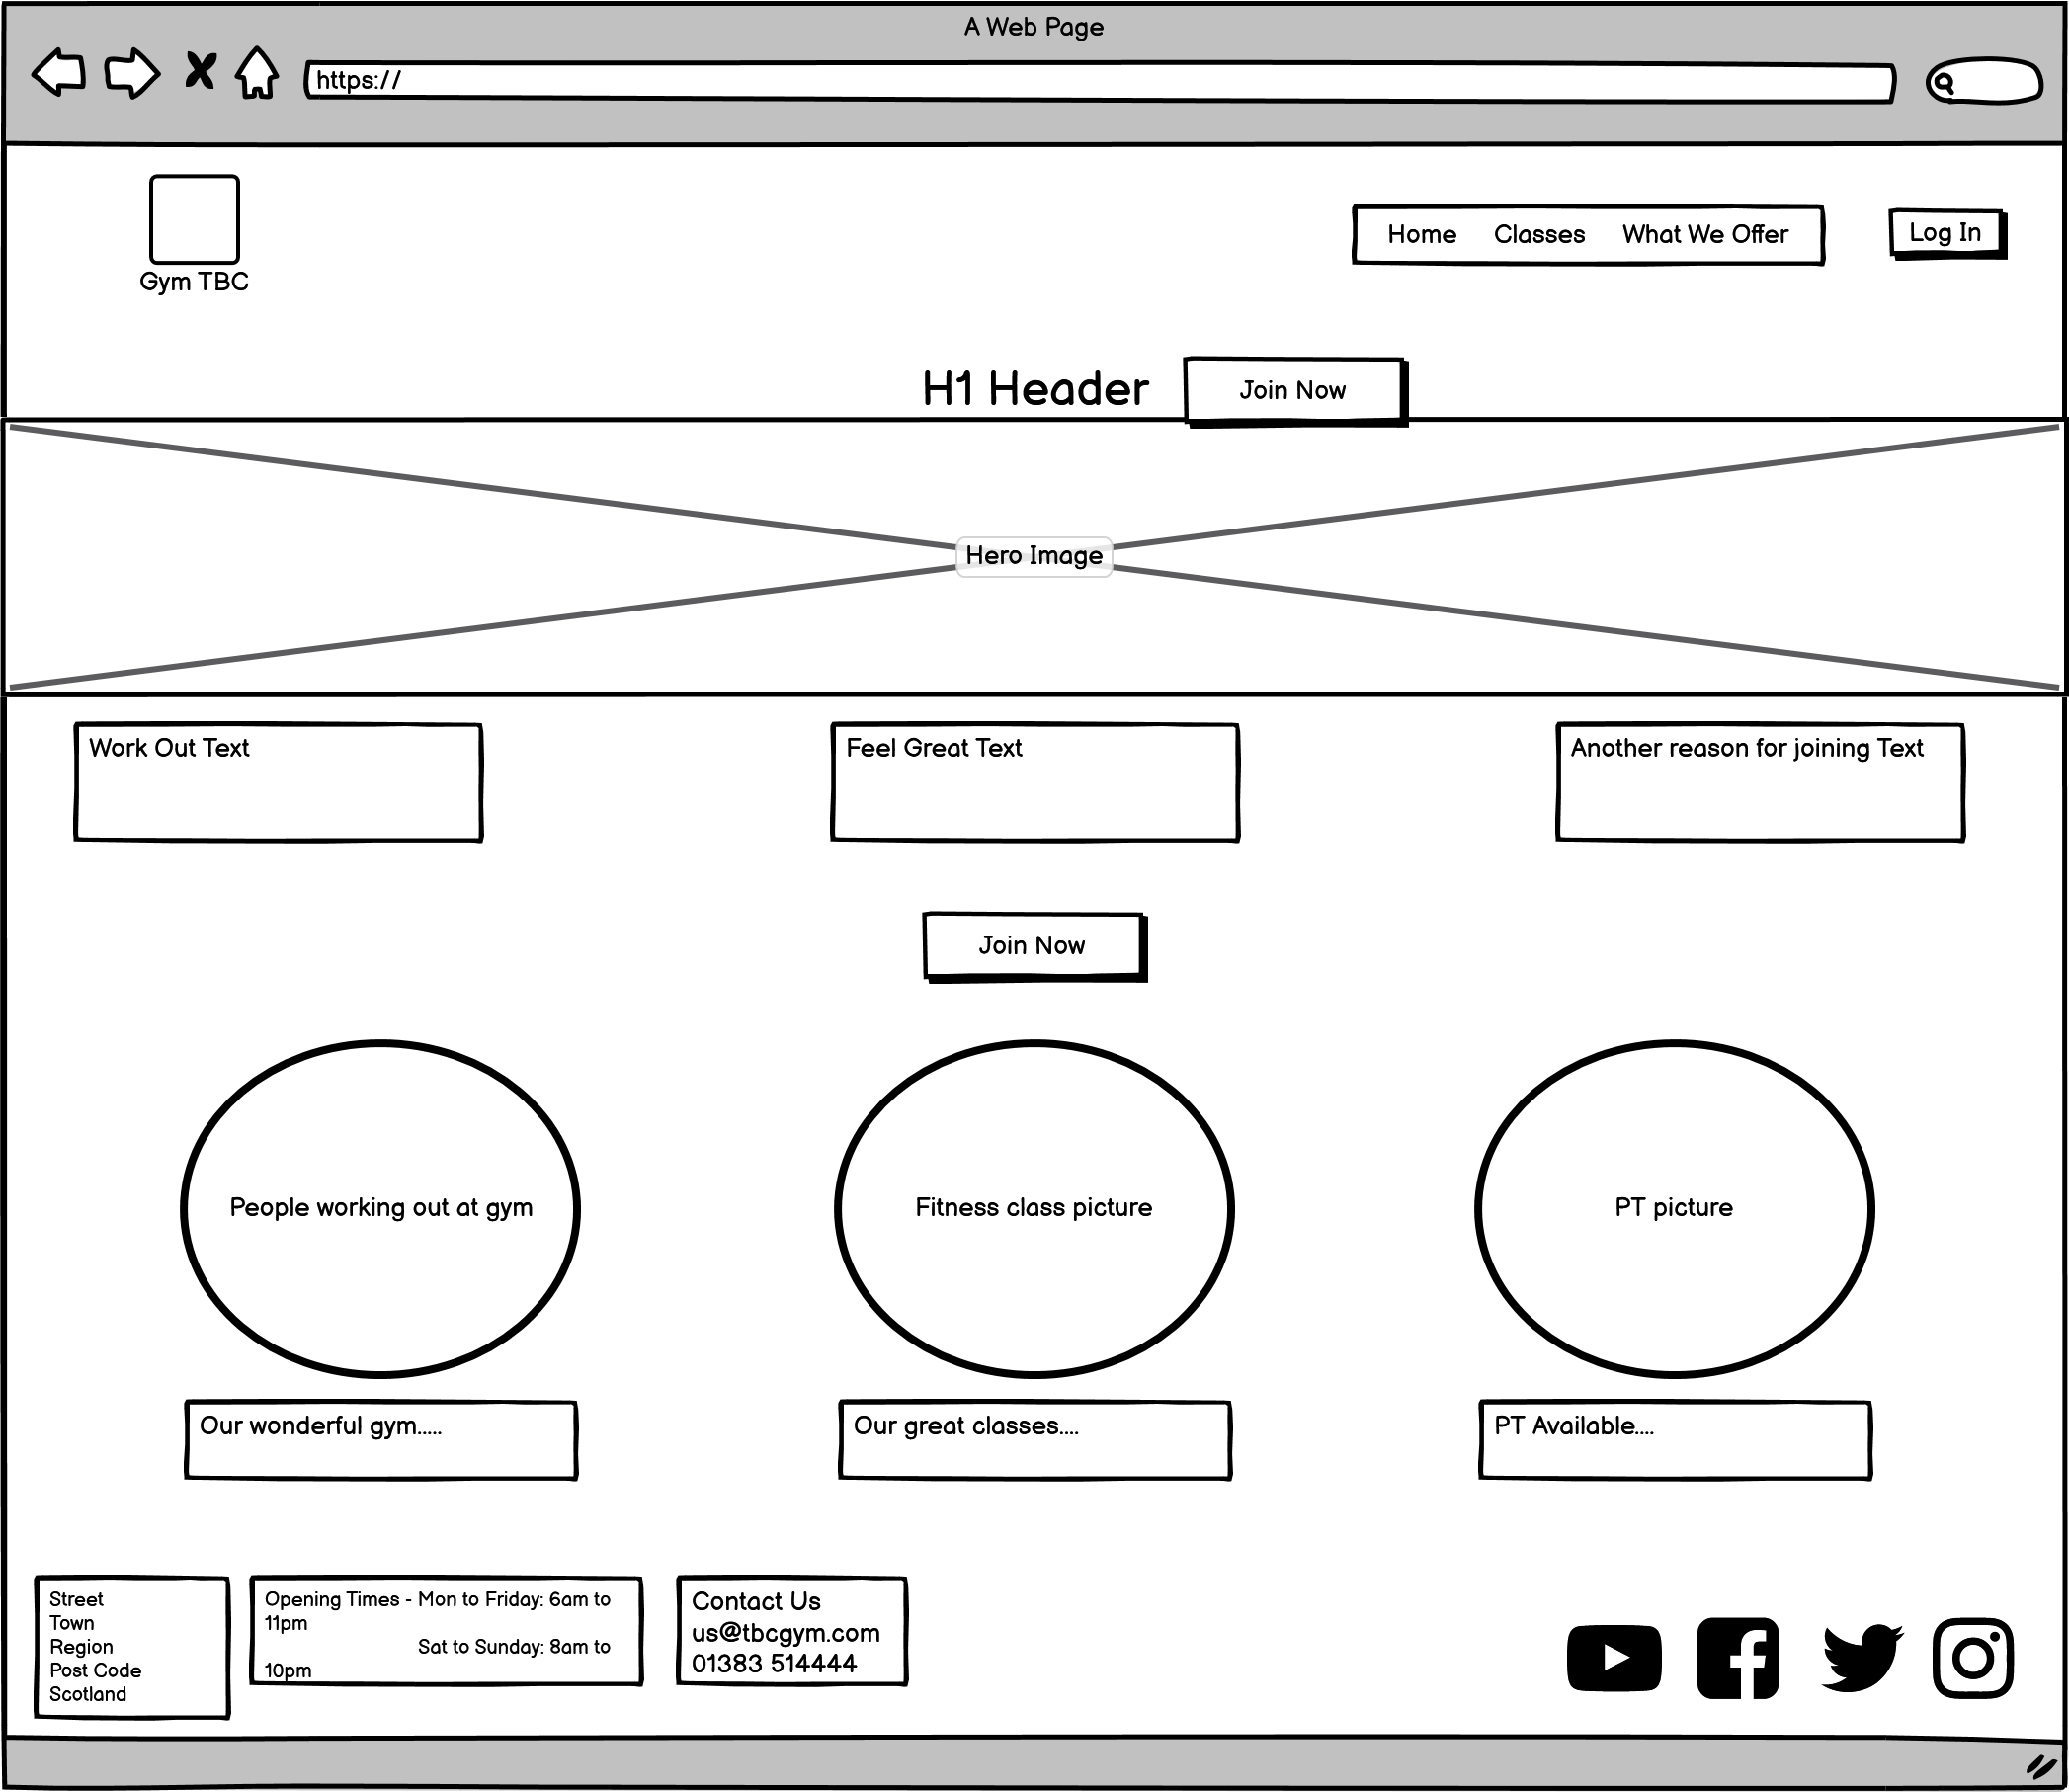 A Web Page
https://
Home Classes What We Offer
Log In
Gym TBC
H1 Header
Join Now
Hero Image
Work Out Text
Feel Great Text
Another reason for joining Text
Join Now
People working out at gym
Fitness class picture
PT picture
Our wonderful gym.....
Our great classes....
PT Available....
Street
Town
Region
Post Code
Scotland
Opening Times - Mon to Friday: 6am to
11pm
Sat to Sunday: 8am to
10pm
Contact Us
us@tbcgym.com
01383 514444